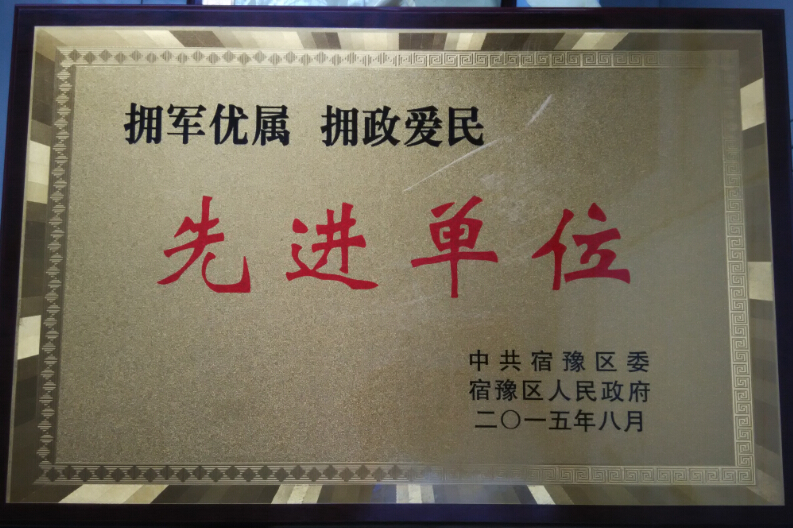 拥军优属 拥政爱民
先进单位
中共宿豫区委
宿豫区人民政府
二〇一五年八月